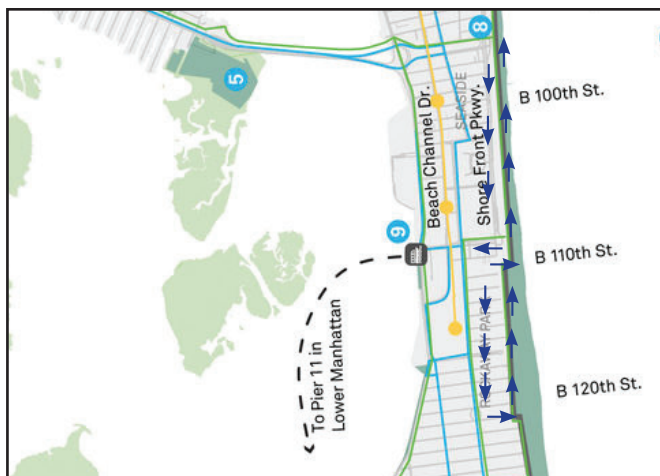 5
8
SEASIDE
B 100th St.
Beach Channel Dr.
Shore Front Pkwy.
9
B 110th St.
To Pier 11 in
Lower Manhattan
B 120th St.